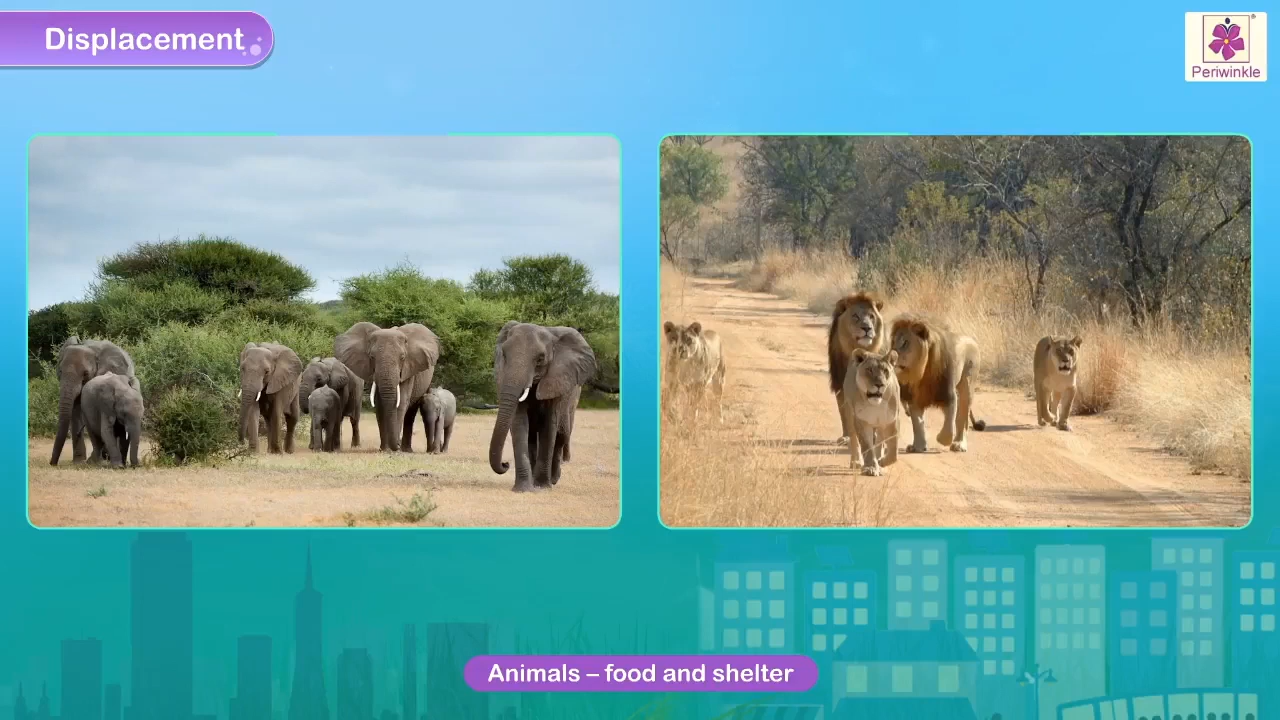 Displacement
Periwinkle
Animals – food and shelter